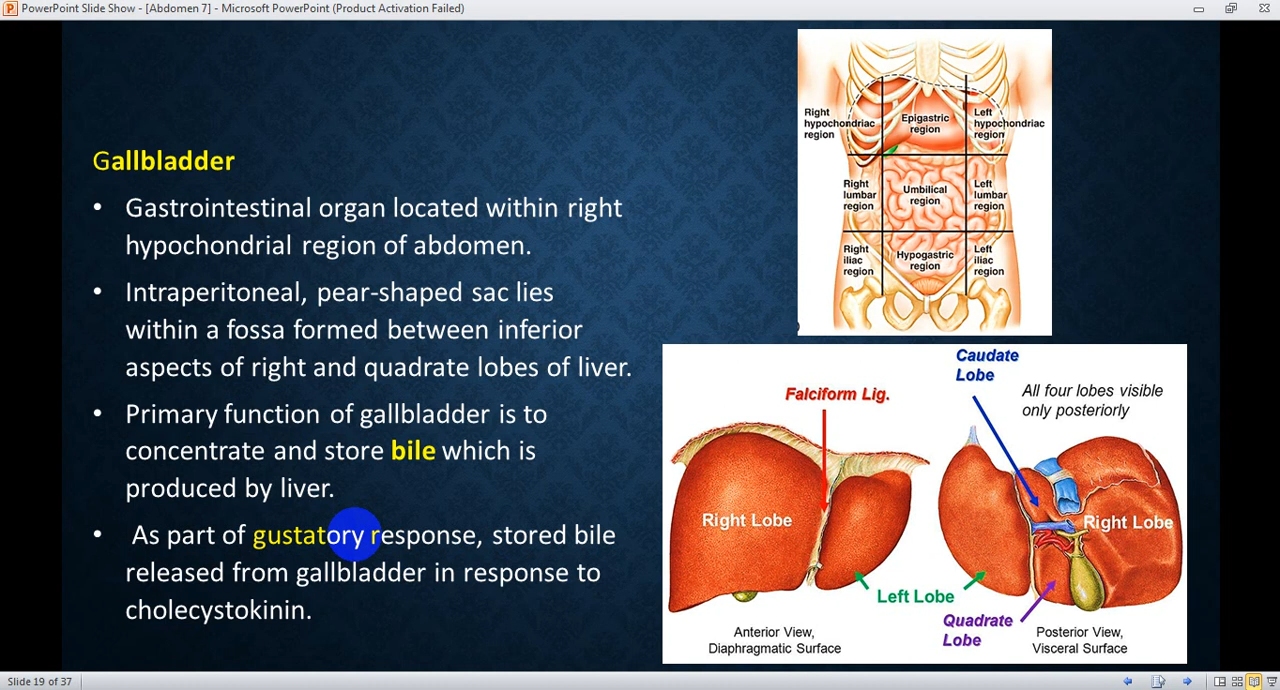 PowerPoint Slide Show - [Abdomen 7] - Microsoft PowerPoint (Product Activation Failed)
Gallbladder
• Gastrointestinal organ located within right
hypochondrial region of abdomen.
• Intraperitoneal, pear-shaped sac lies
within a fossa formed between inferior
aspects of right and quadrate lobes of liver.
• Primary function of gallbladder is to
concentrate and store bile which is
produced by liver.
• As part of gustatory response, stored bile
released from gallbladder in response to
cholecystokinin.
Right
hypochondriac
region
Epigastric
region
Left
hypochondriac
region
Right
lumbar
region
Umbilical
region
Left
lumbar
region
Right
iliac
region
Hypogastric
region
Left
iliac
region
Falciform Lig.
Caudate
Lobe
All four lobes visible
only posteriorly
Right Lobe
Right Lobe
Left Lobe
Quadrate
Lobe
Anterior View,
Diaphragmatic Surface
Posterior View,
Visceral Surface
Slide 19 of 37